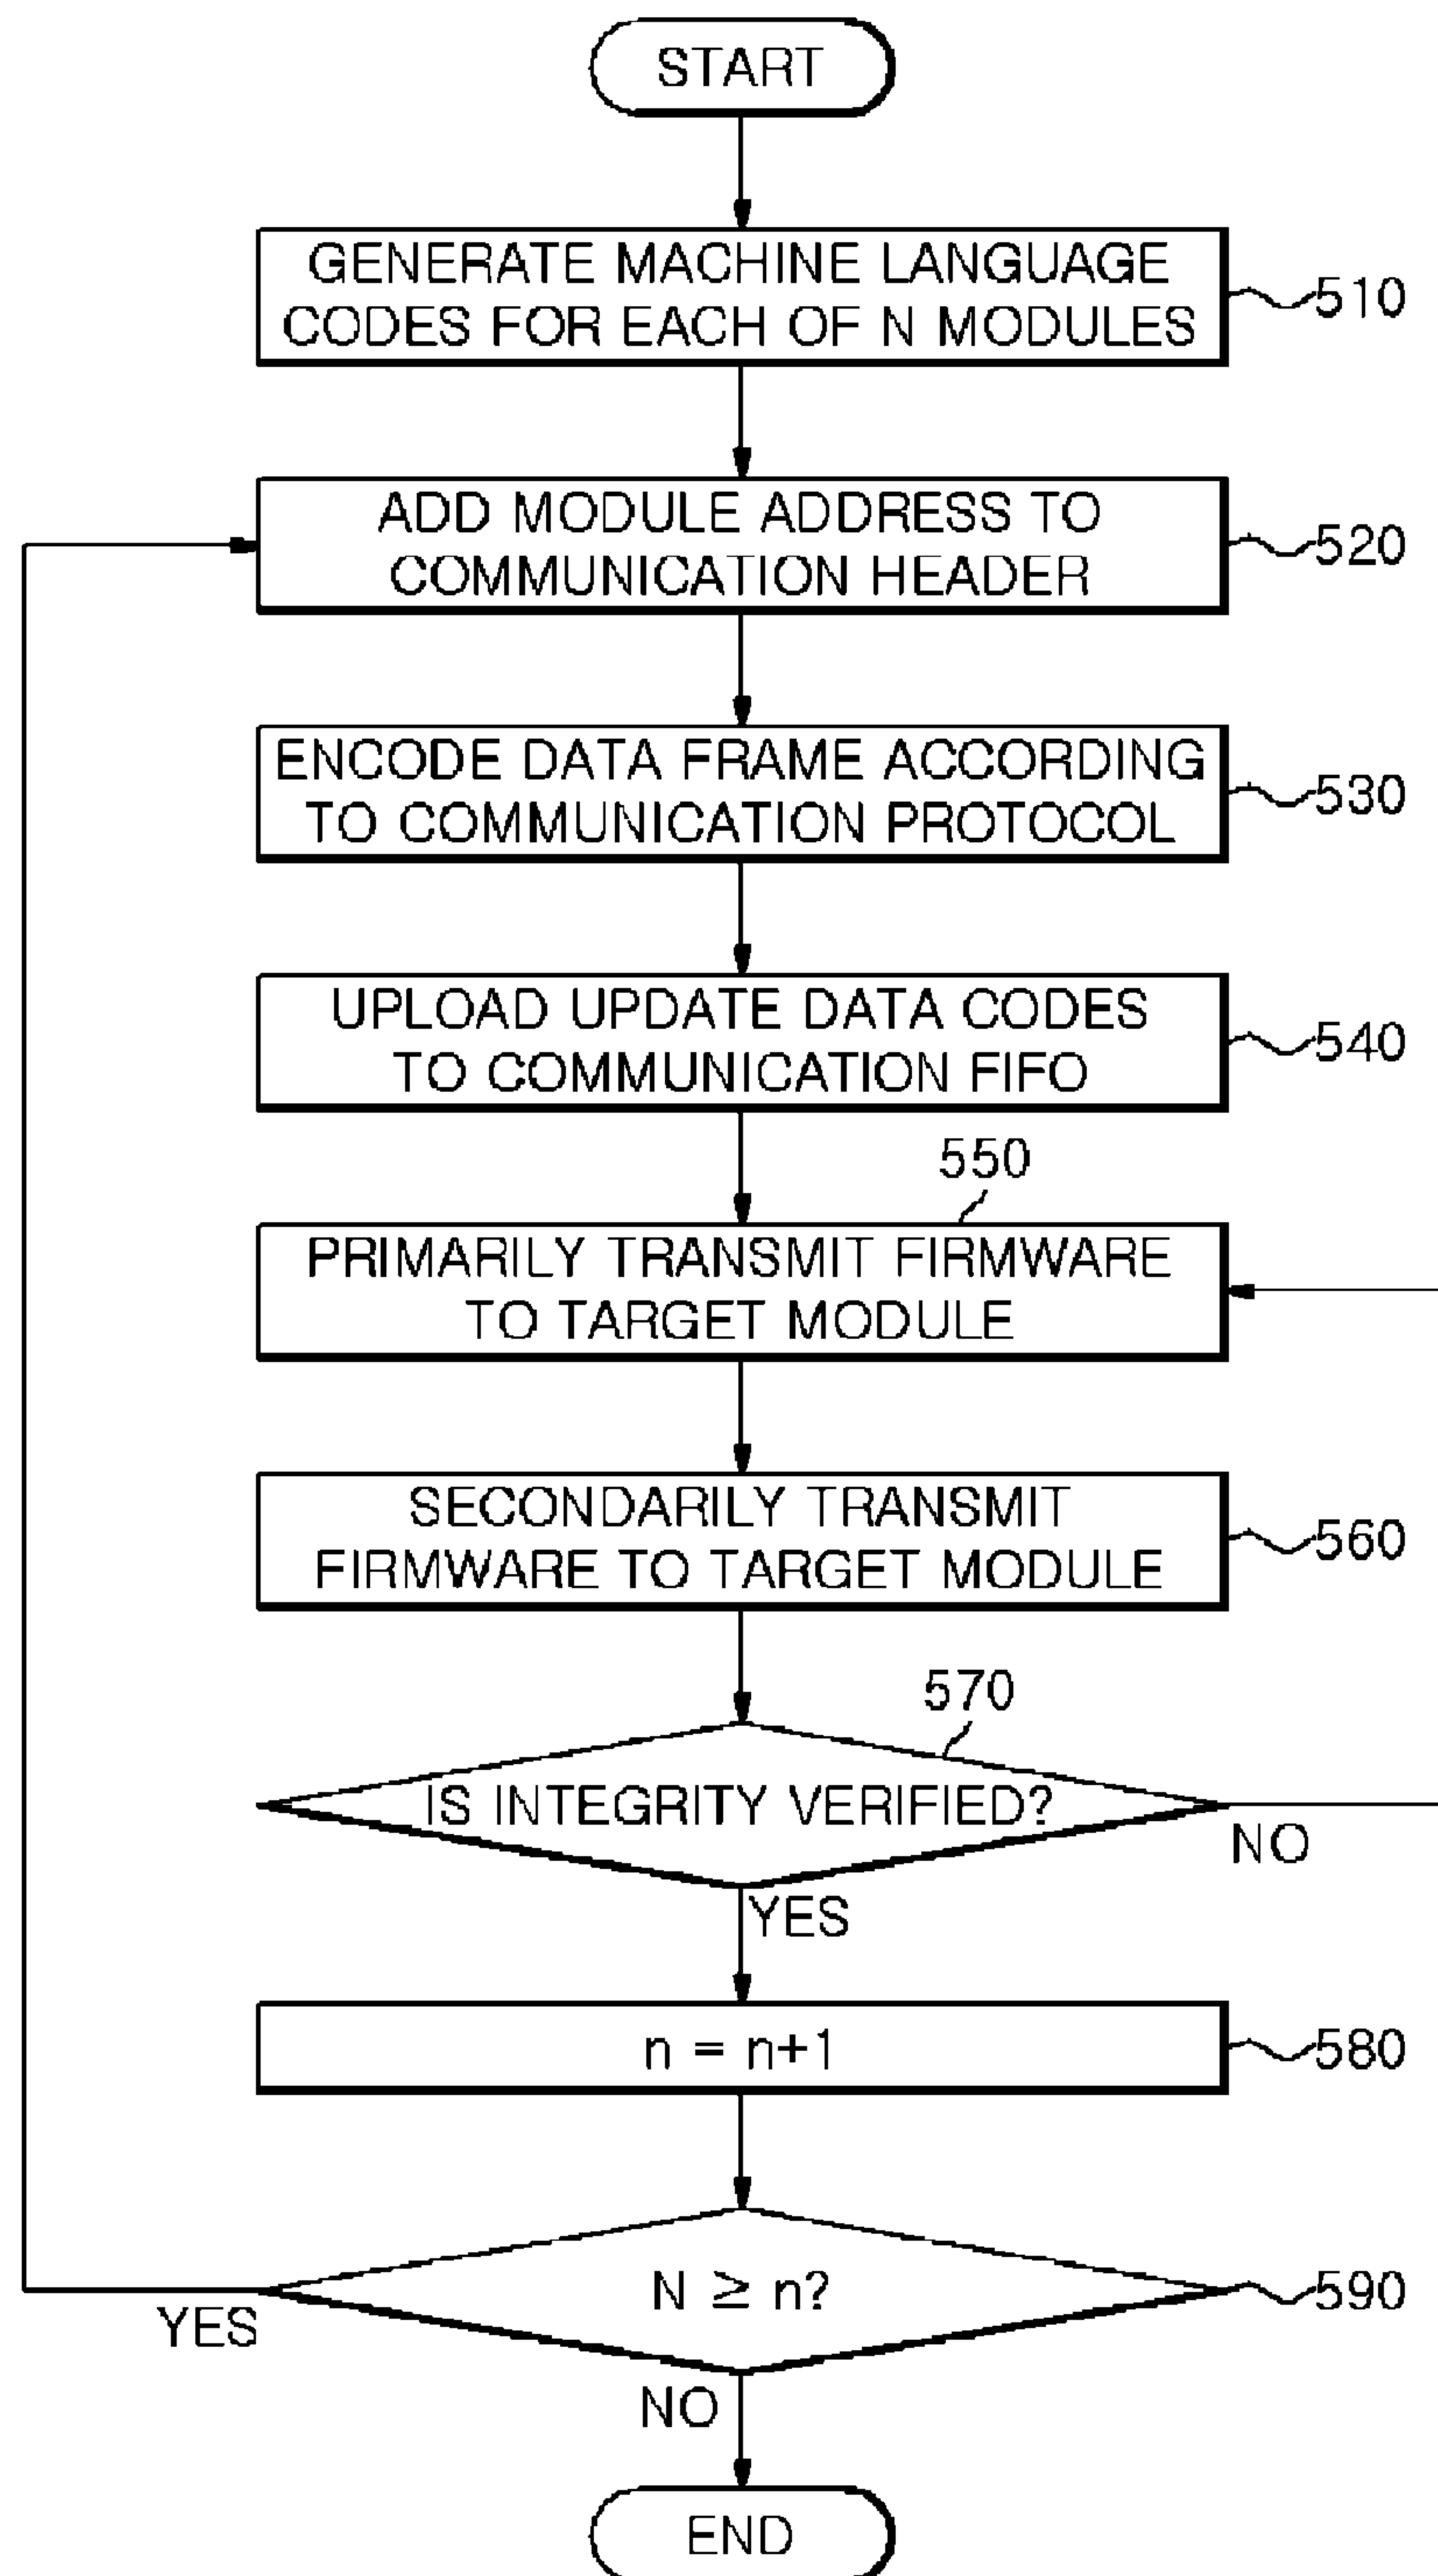 START
GENERATE MACHINE LANGUAGE
CODES FOR EACH OF N MODULES
510
ADD MODULE ADDRESS TO
COMMUNICATION HEADER
520
ENCODE DATA FRAME ACCORDING
TO COMMUNICATION PROTOCOL
530
UPLOAD UPDATE DATA CODES
TO COMMUNICATION FIFO
540
550
PRIMARILY TRANSMIT FIRMWARE
TO TARGET MODULE
SECONDARILY TRANSMIT
FIRMWARE TO TARGET MODULE
560
570
IS INTEGRITY VERIFIED?
NO
YES
n = n+1
580
N ≥ n?
590
YES
NO
END